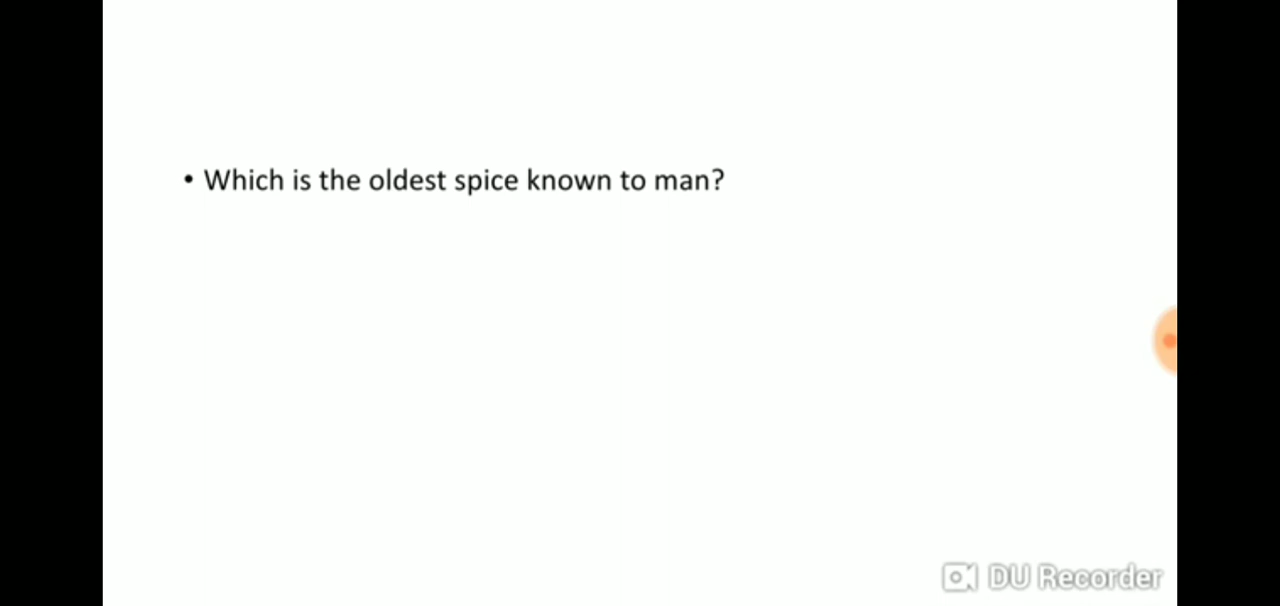 • Which is the oldest spice known to man?
DU Recorder